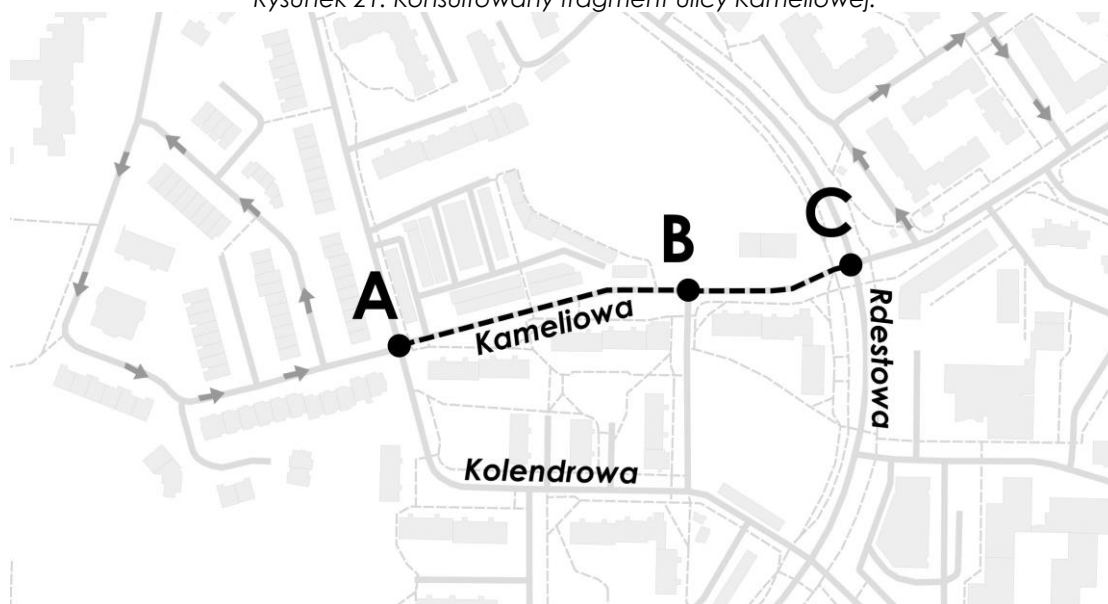 Rysunek 21. Konsultowany fragment ulicy Kameliowej.
C
B
A
Kameliowa
Rdestowa
Kolendrowa